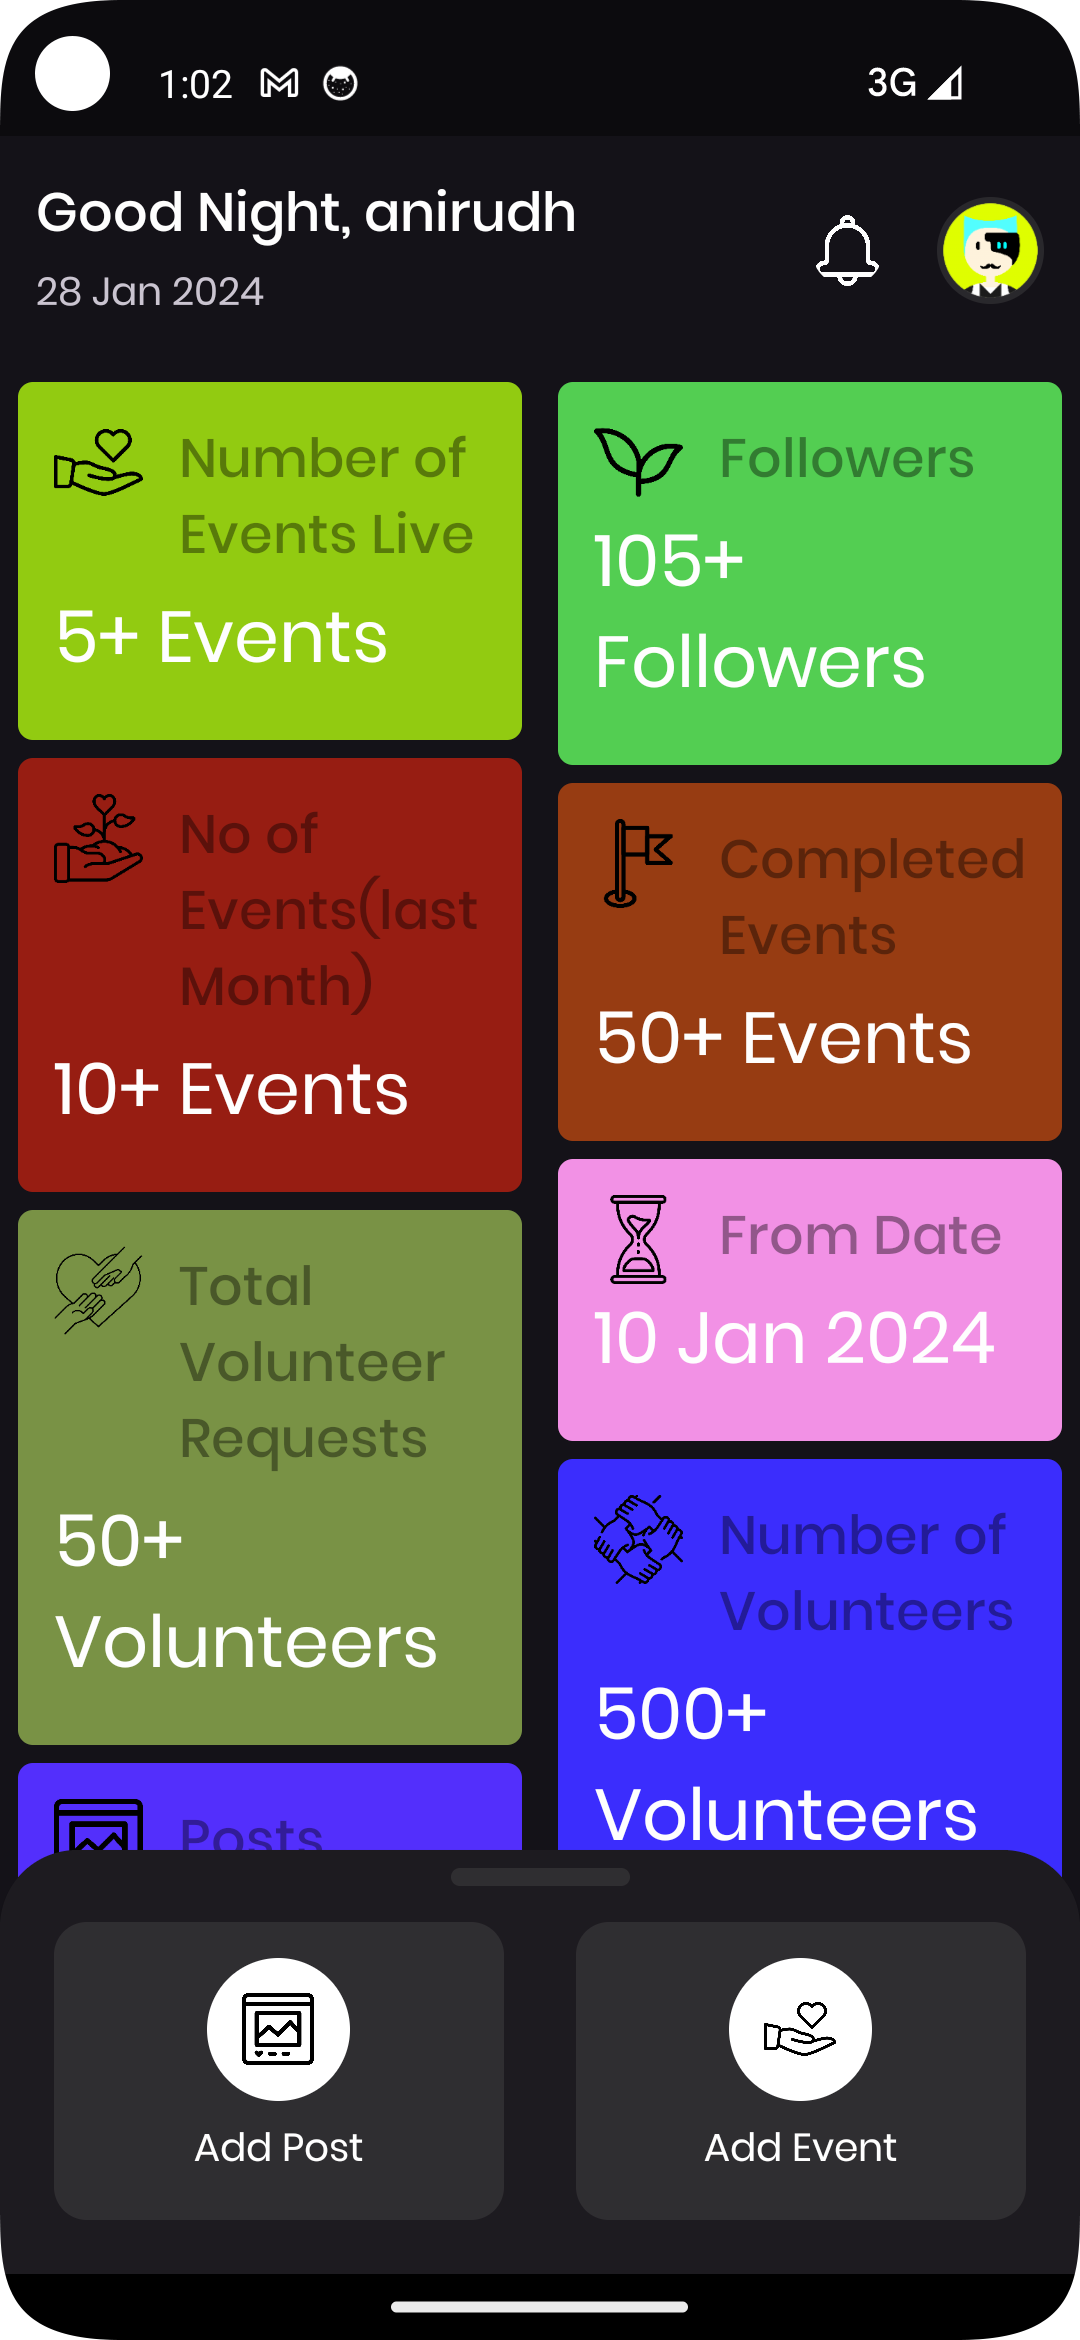 1:02
3G
Good Night, anirudh
28 Jan 2024
Number of
Events Live
5+ Events
Followers
105+
Followers
No of
Events(last
Month)
10+ Events
Completed
Events
50+ Events
Total
Volunteer
Requests
50+
Volunteers
From Date
10 Jan 2024
Number of
Volunteers
500+
Volunteers
Posts
Add Post
Add Event